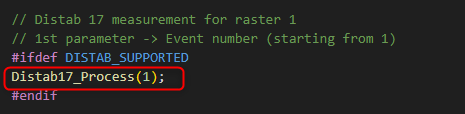 // Distab 17 measurement for raster 1
// 1st parameter -> Event number (starting from 1)
#ifdef DISTAB_SUPPORTED
Distab17_Process(1);
#endif